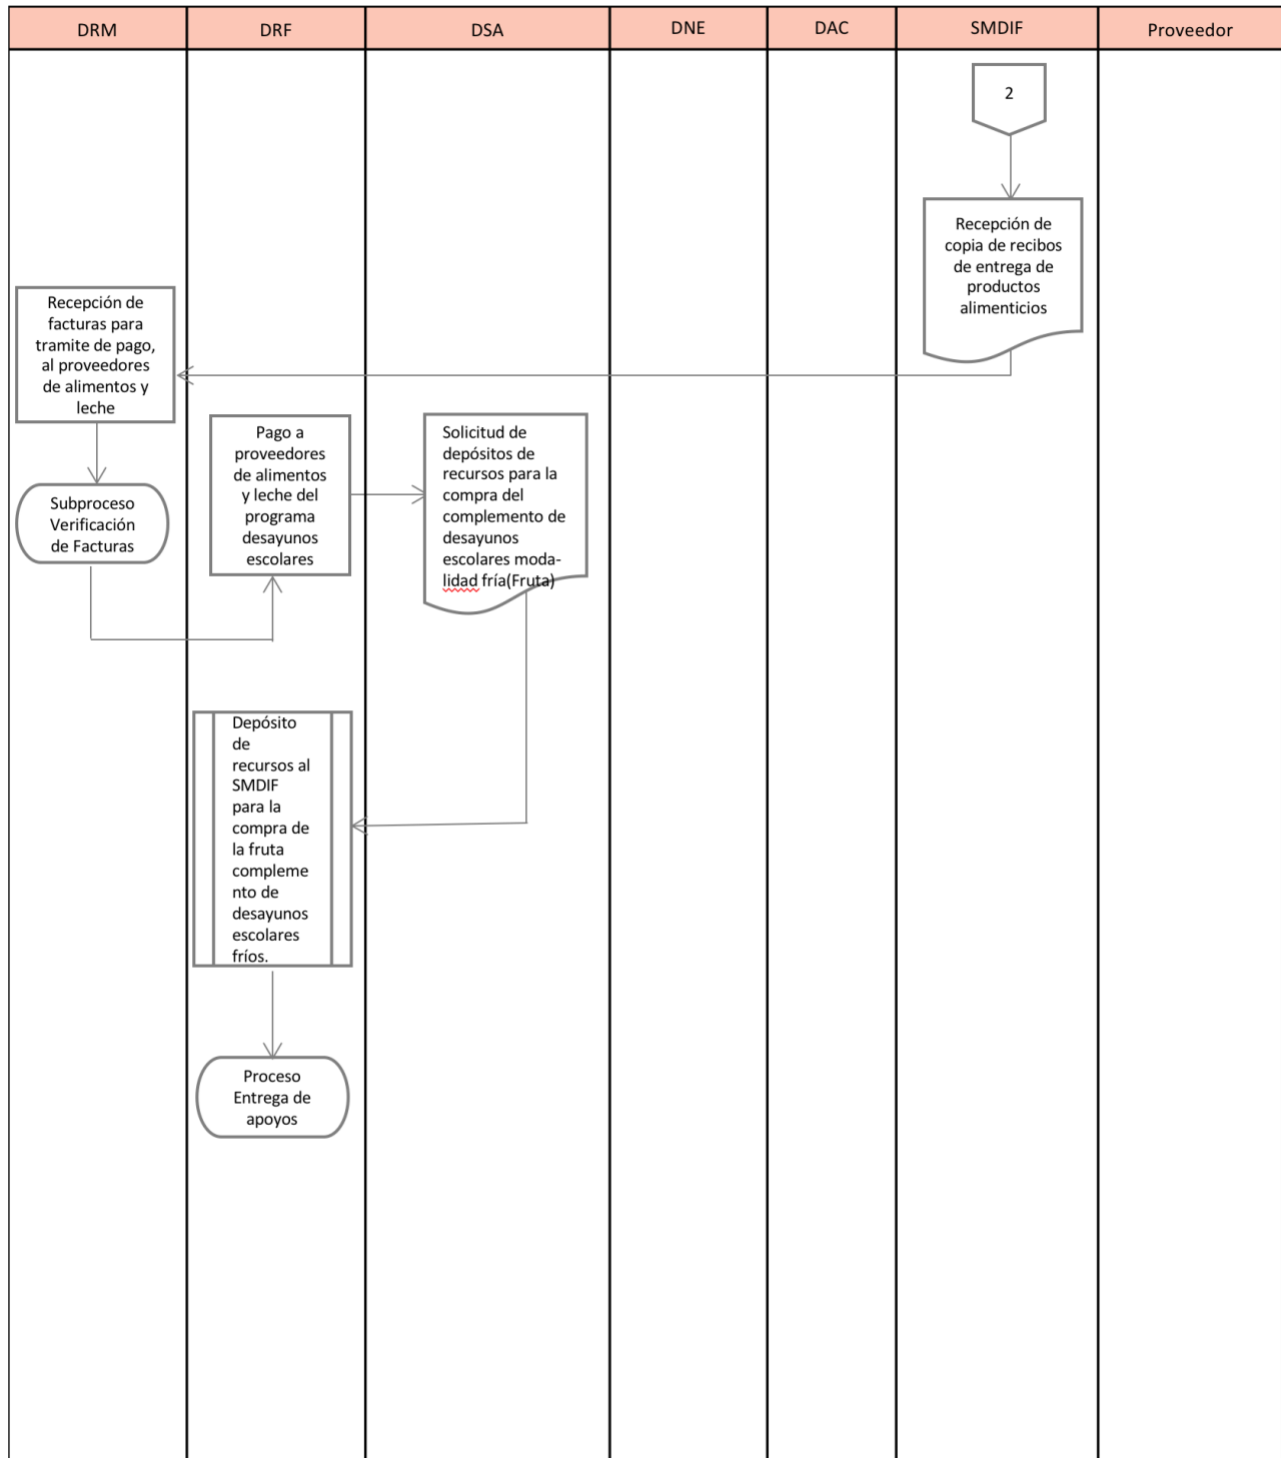 DRM DRF DSA DNE DAC SMDIF Proveedor
2
Recepción de
copia de recibos
de entrega de
productos
alimenticios
Recepción de
facturas para
tramite de pago,
al proveedores
de alimentos y
leche
Subproceso
Verificación
de Facturas
Pago a
proveedores
de alimentos
y leche del
programa
desayunos
escolares
Solicitud de
depósitos de
recursos para la
compra del
complemento de
desayunos
escolares moda-
lidad fría(Fruta)
Depósito
de
recursos al
SMDIF
para la
compra de
la fruta
compleme
nto de
desayunos
escolares
fríos.
Proceso
Entrega de
apoyos